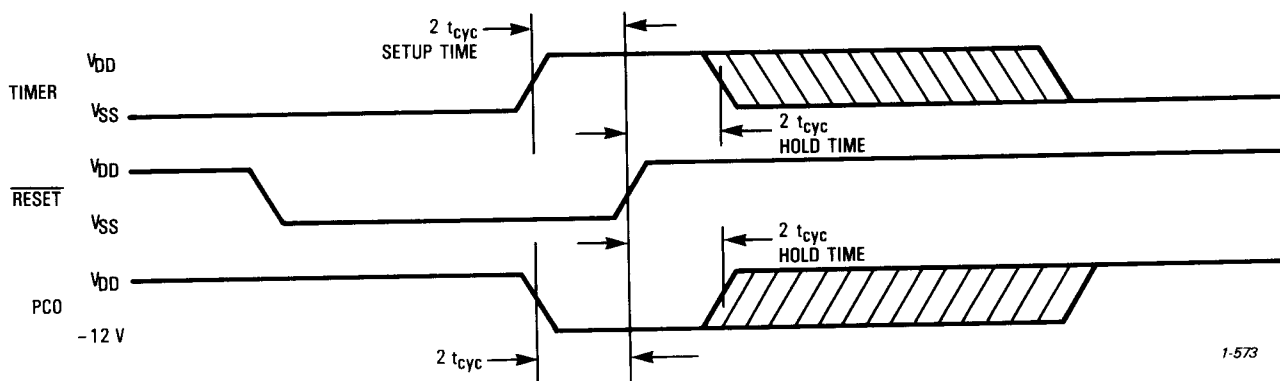 2 tcyc
SETUP TIME
VDD
TIMER
VSS
2 tcyc
HOLD TIME
VDD
RESET
VSS
2 tcyc
HOLD TIME
VDD
PC0
-12 V
2 tcyc
1-573